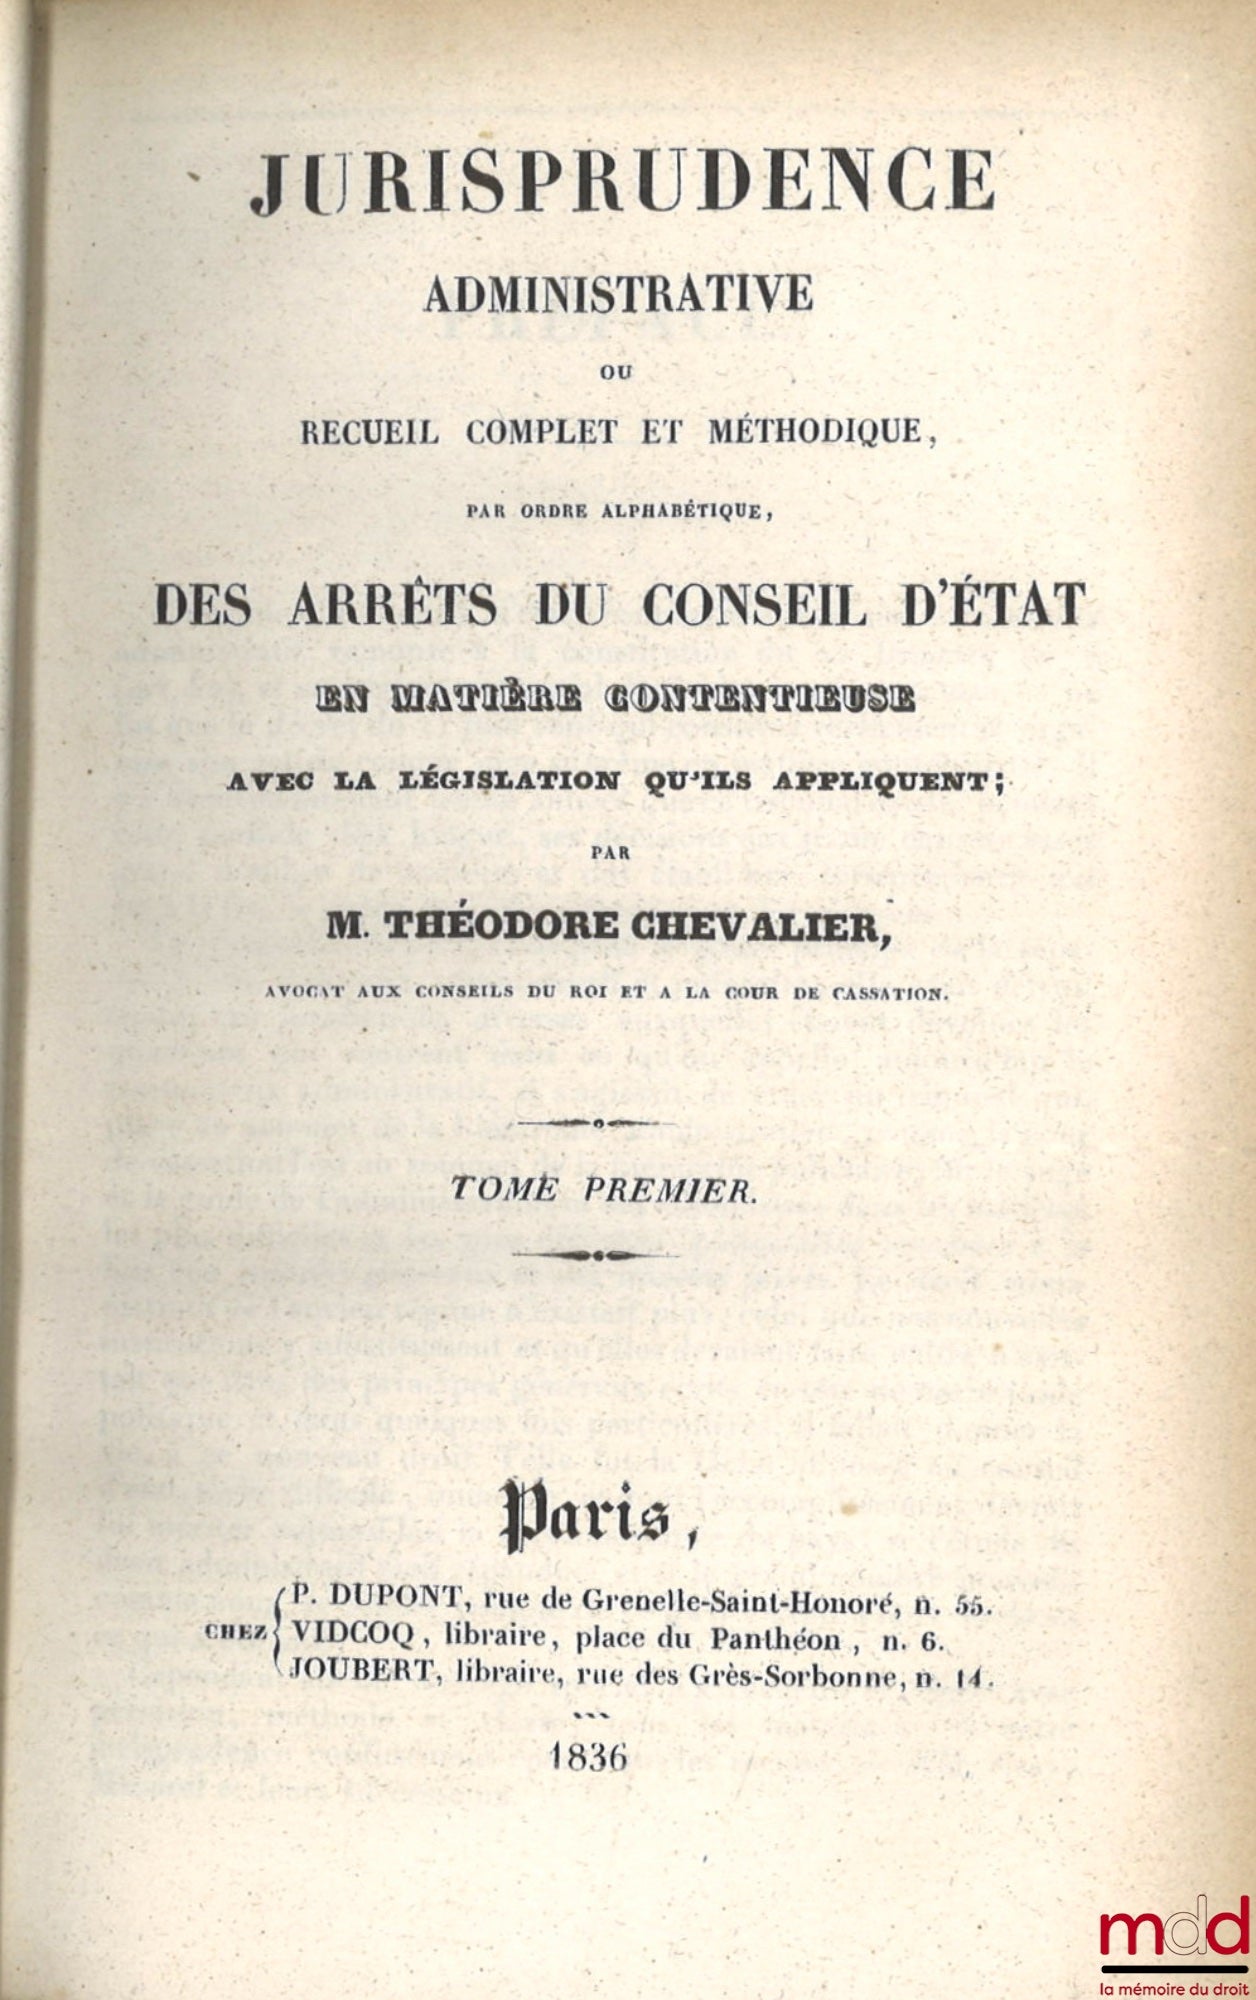 JURISPRUDENCE
ADMINISTRATIVE
OU
RECUEIL COMPLET ET MÉTHODIQUE,
PAR ORDRE ALPHABÉTIQUE,
DES ARRÊTS DU CONSEIL D'ÉTAT
EN MATIÈRE CONTENTIEUSE
AVEC LA LÉGISLATION QU'ILS APPLIQUENT;
PAR
M. THÉODORE CHEVALIER,
AVOCAT AUX CONSEILS DU ROI ET A LA COUR DE CASSATION.
TOME PREMIER.
Paris,
P. DUPONT, rue de Grenelle-Saint-Honoré, n. 55.
CHEZ VIDCOQ, libraire, place du Panthéon, n. 6.
JOUBERT, libraire, rue des Grès-Sorbonne, n. 14.
1836
mdd
la mémoire du droit